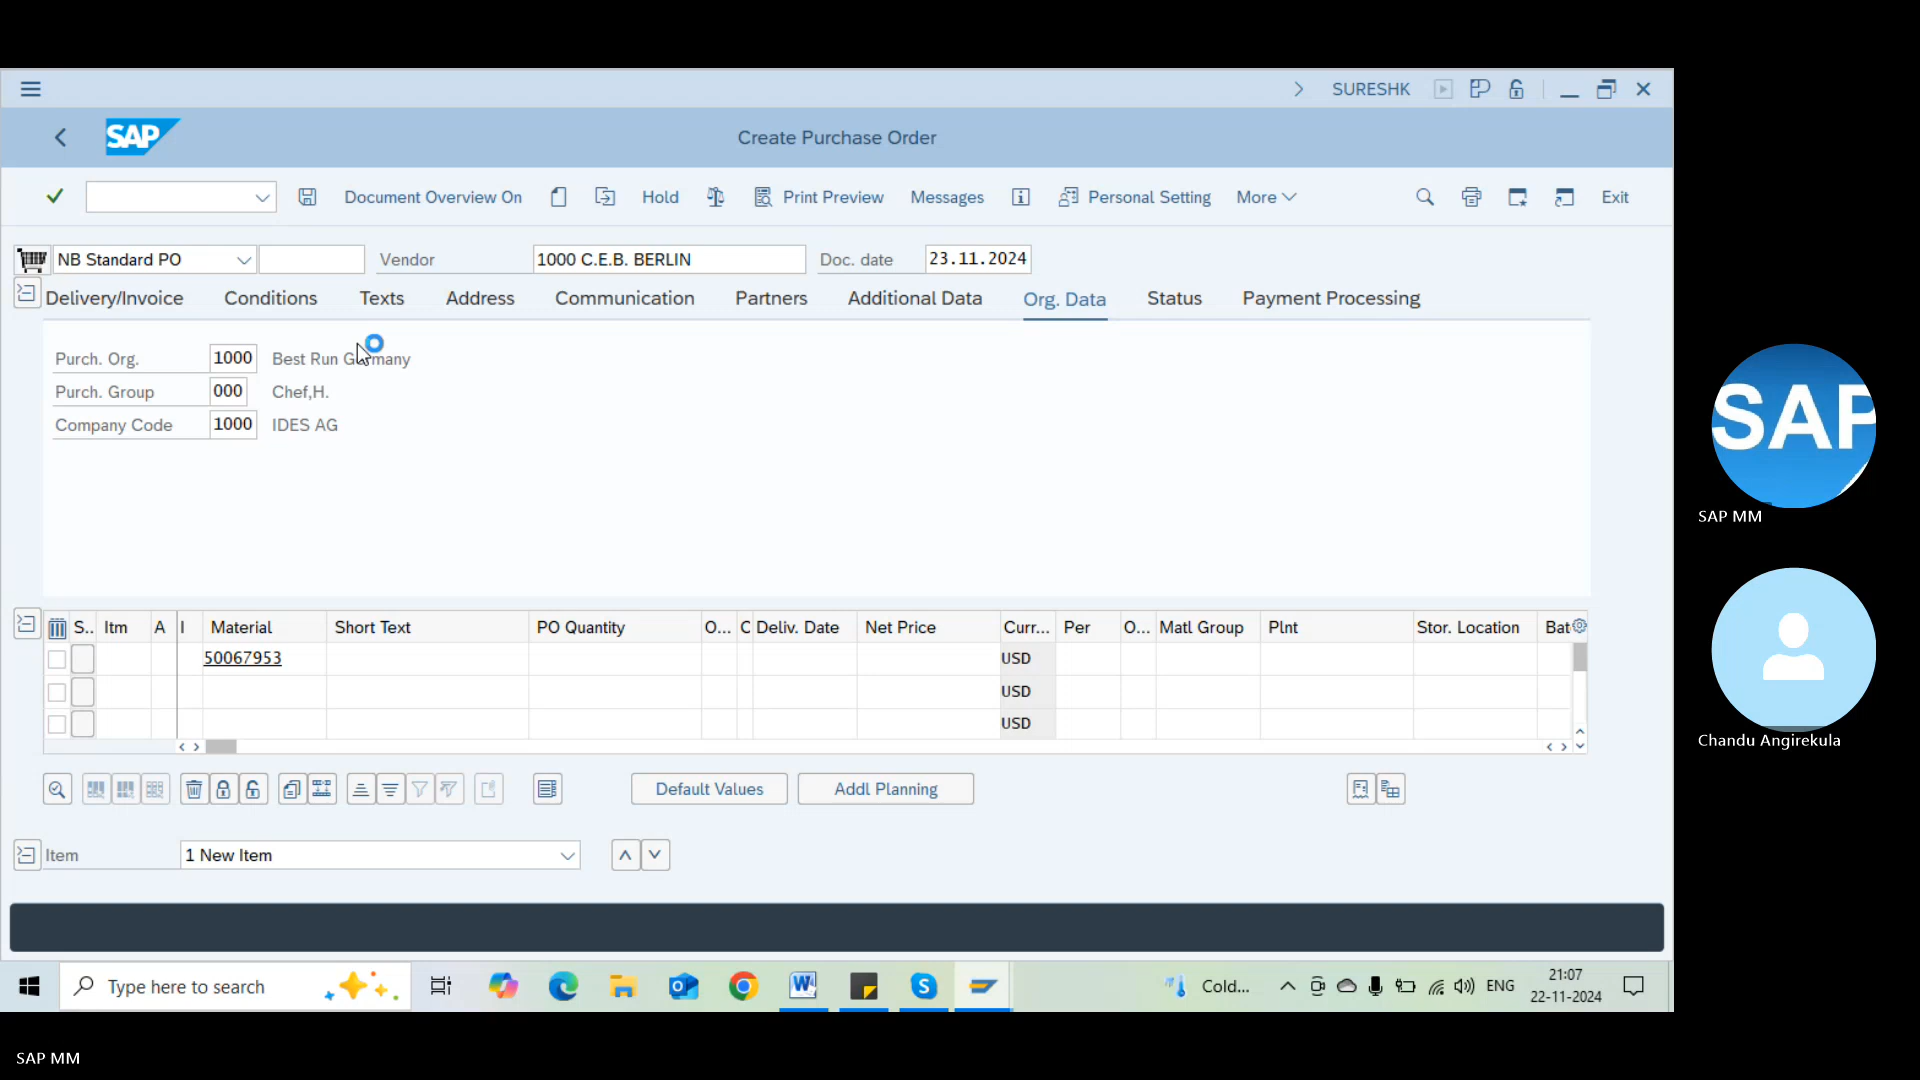 SURESHK
SAP
Create Purchase Order
Document Overview On
Hold
Print Preview
Messages
Personal Setting
More
Exit
NB Standard PO
Vendor
1000 C.E.B. BERLIN
Doc. date
23.11.2024
Delivery/Invoice
Conditions
Texts
Address
Communication
Partners
Additional Data
Org. Data
Status
Payment Processing
Purch. Org.
1000
Best Run Germany
Purch. Group
000
Chef,H.
Company Code
1000
IDES AG
S..
Itm
A
I
Material
Short Text
PO Quantity
O...
C
Deliv. Date
Net Price
Curr...
Per
O...
Matl Group
Plnt
Stor. Location
Bat
50067953
USD
USD
USD
Default Values
Addl Planning
Item
1 New Item
Type here to search
Cold...
ENG
21:07
22-11-2024
SAP
SAP MM
Chandu Angirekula
SAP MM